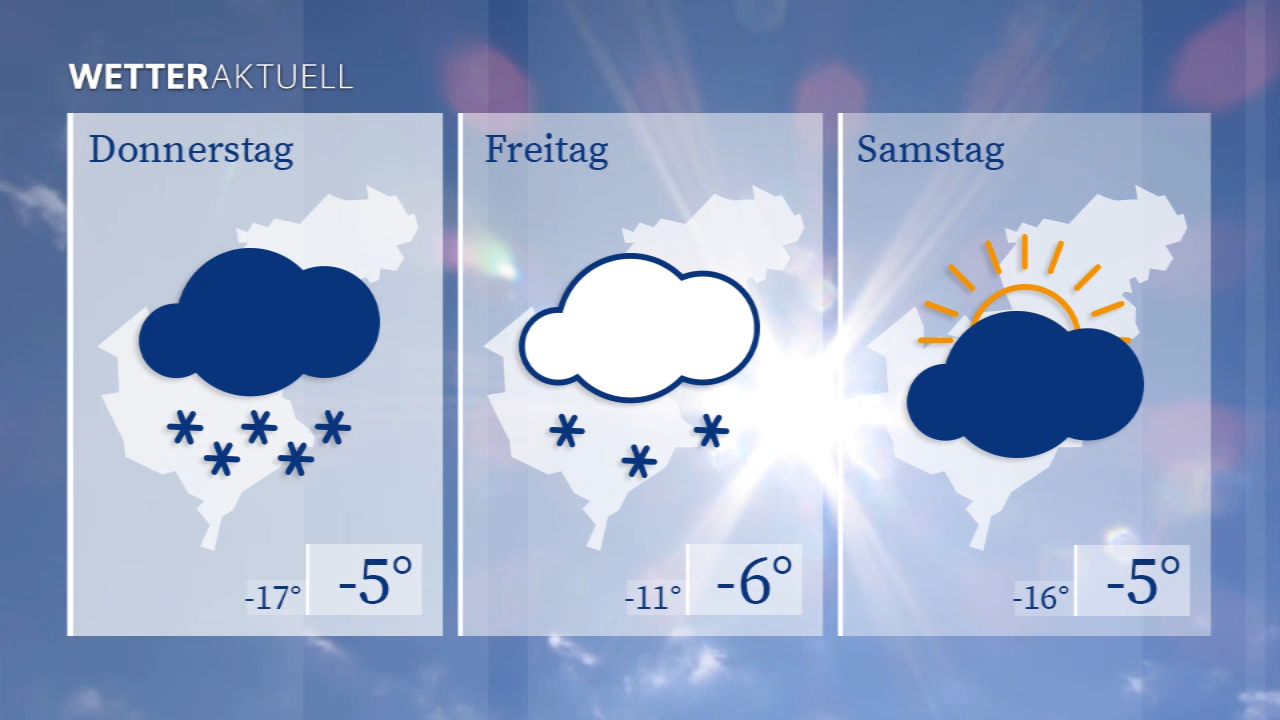 WETTERAKTUELL
Donnerstag
Freitag
Samstag
-17° -5°
-11° -6°
-16° -5°